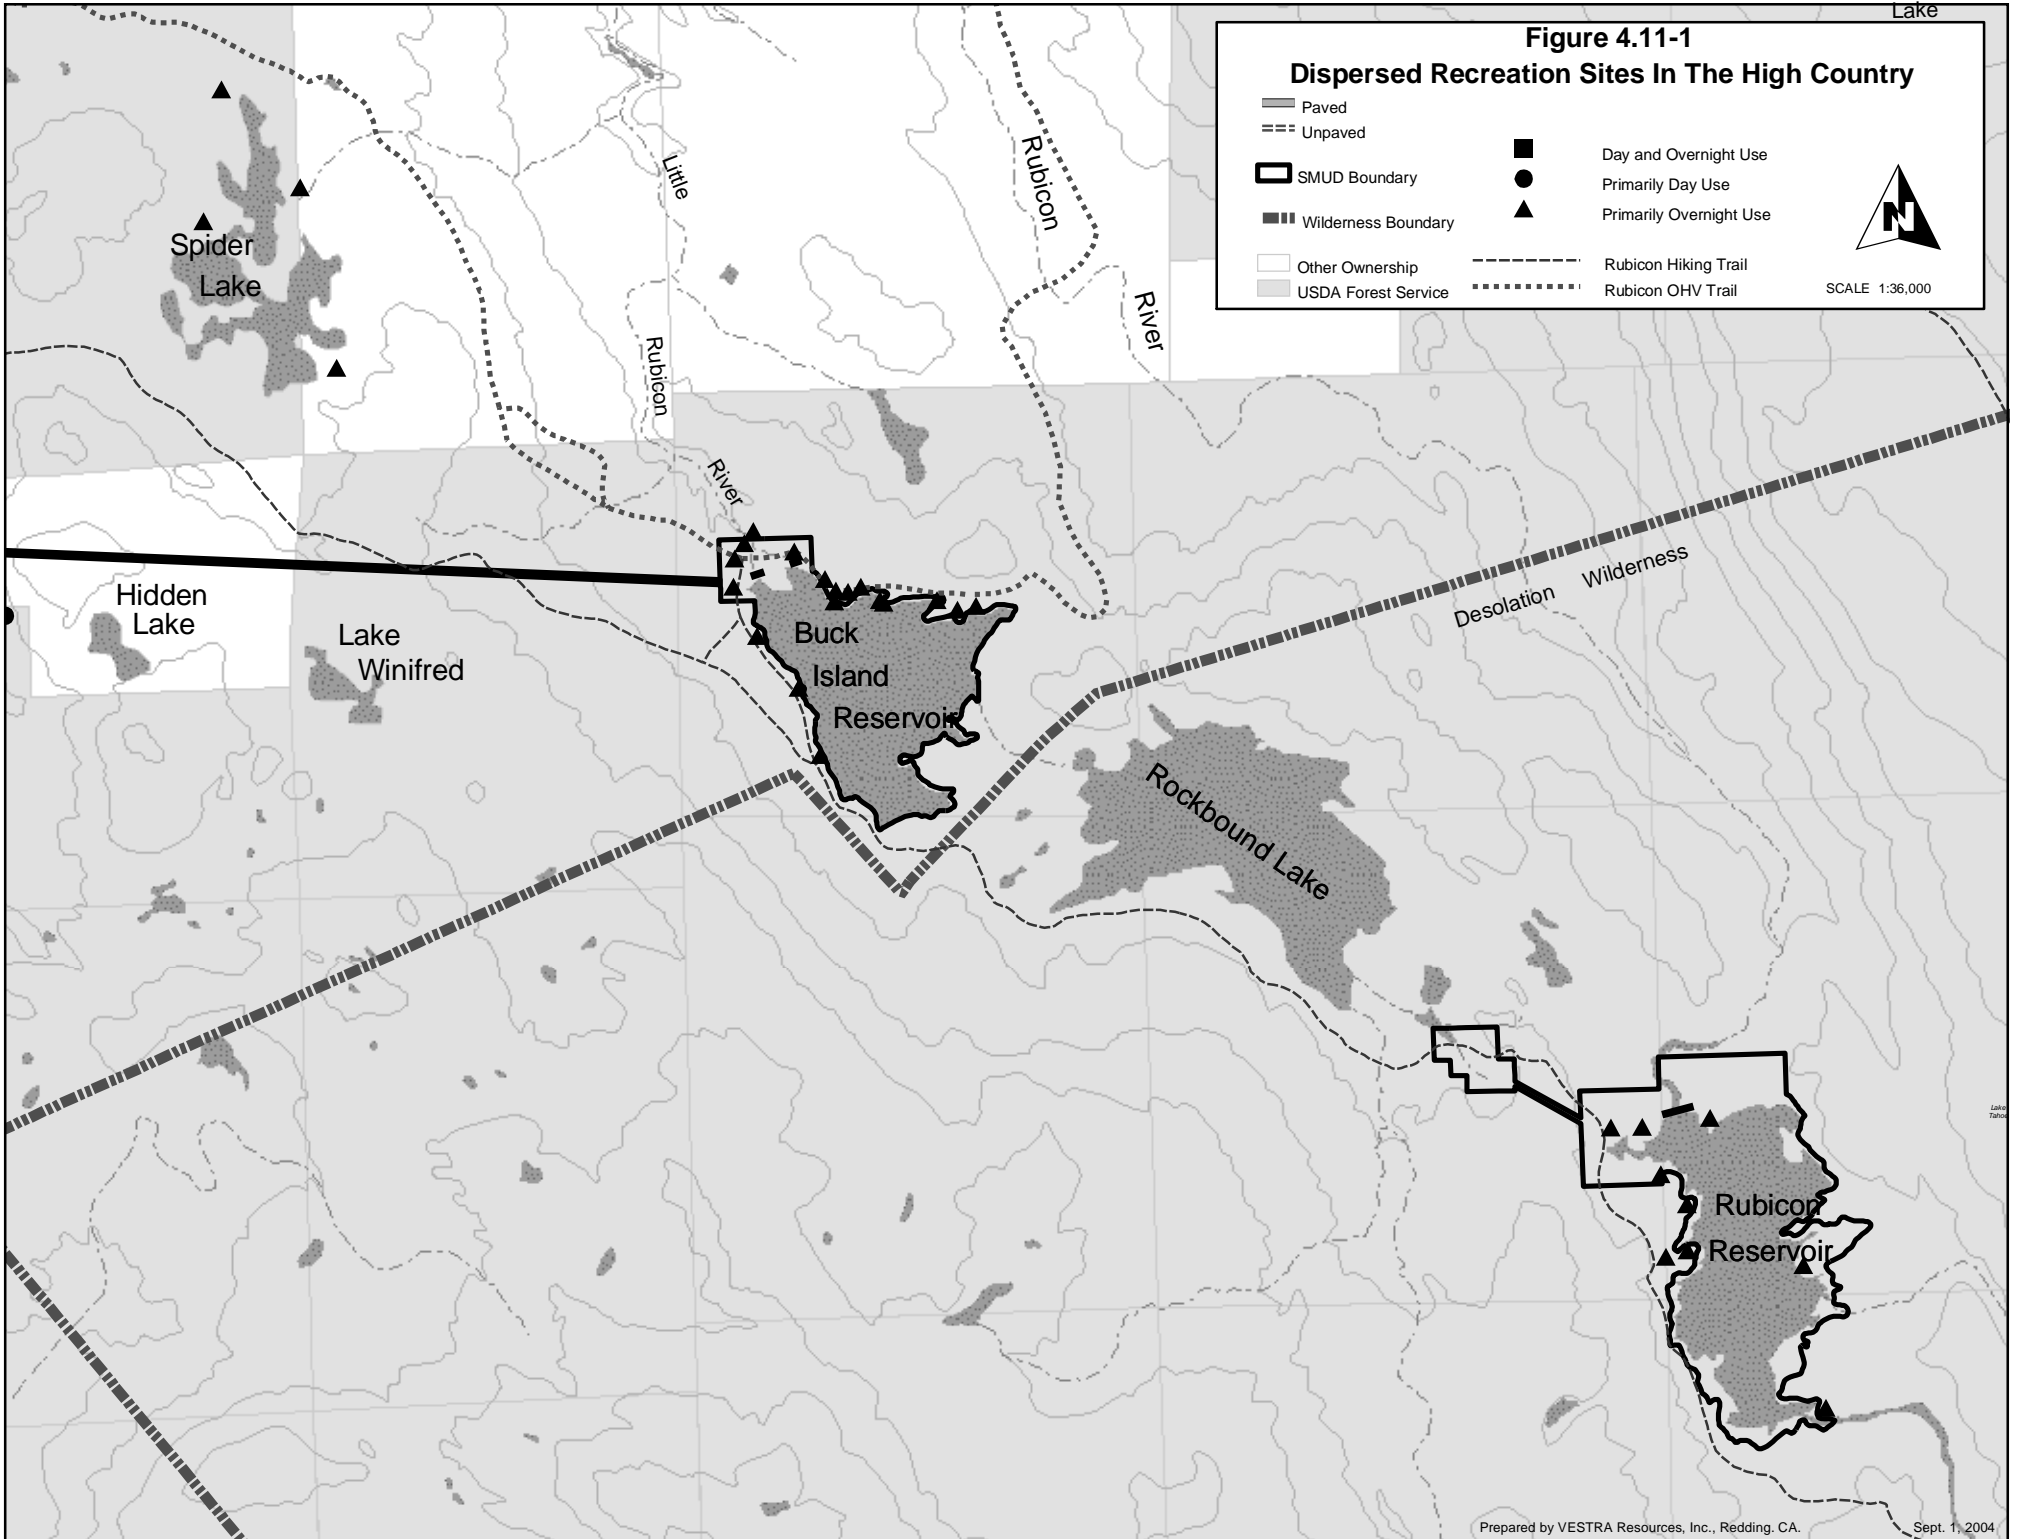 Lake
Figure 4.11-1
Dispersed Recreation Sites In The High Country
Paved
Unpaved
SMUD Boundary
Wilderness Boundary
Other Ownership
USDA Forest Service
Day and Overnight Use
Primarily Day Use
Primarily Overnight Use
Rubicon Hiking Trail
Rubicon OHV Trail
N
SCALE 1:36,000
Rubicon
River
Little
Rubicon
River
Spider
Lake
Hidden
Lake
Lake
Winifred
Buck
Island
Reservoir
Desolation Wilderness
Rockbound Lake
Lake
Rubicon
Reservoir
Prepared by VESTRA Resources, Inc., Redding. CA.
Sept. 1, 2004